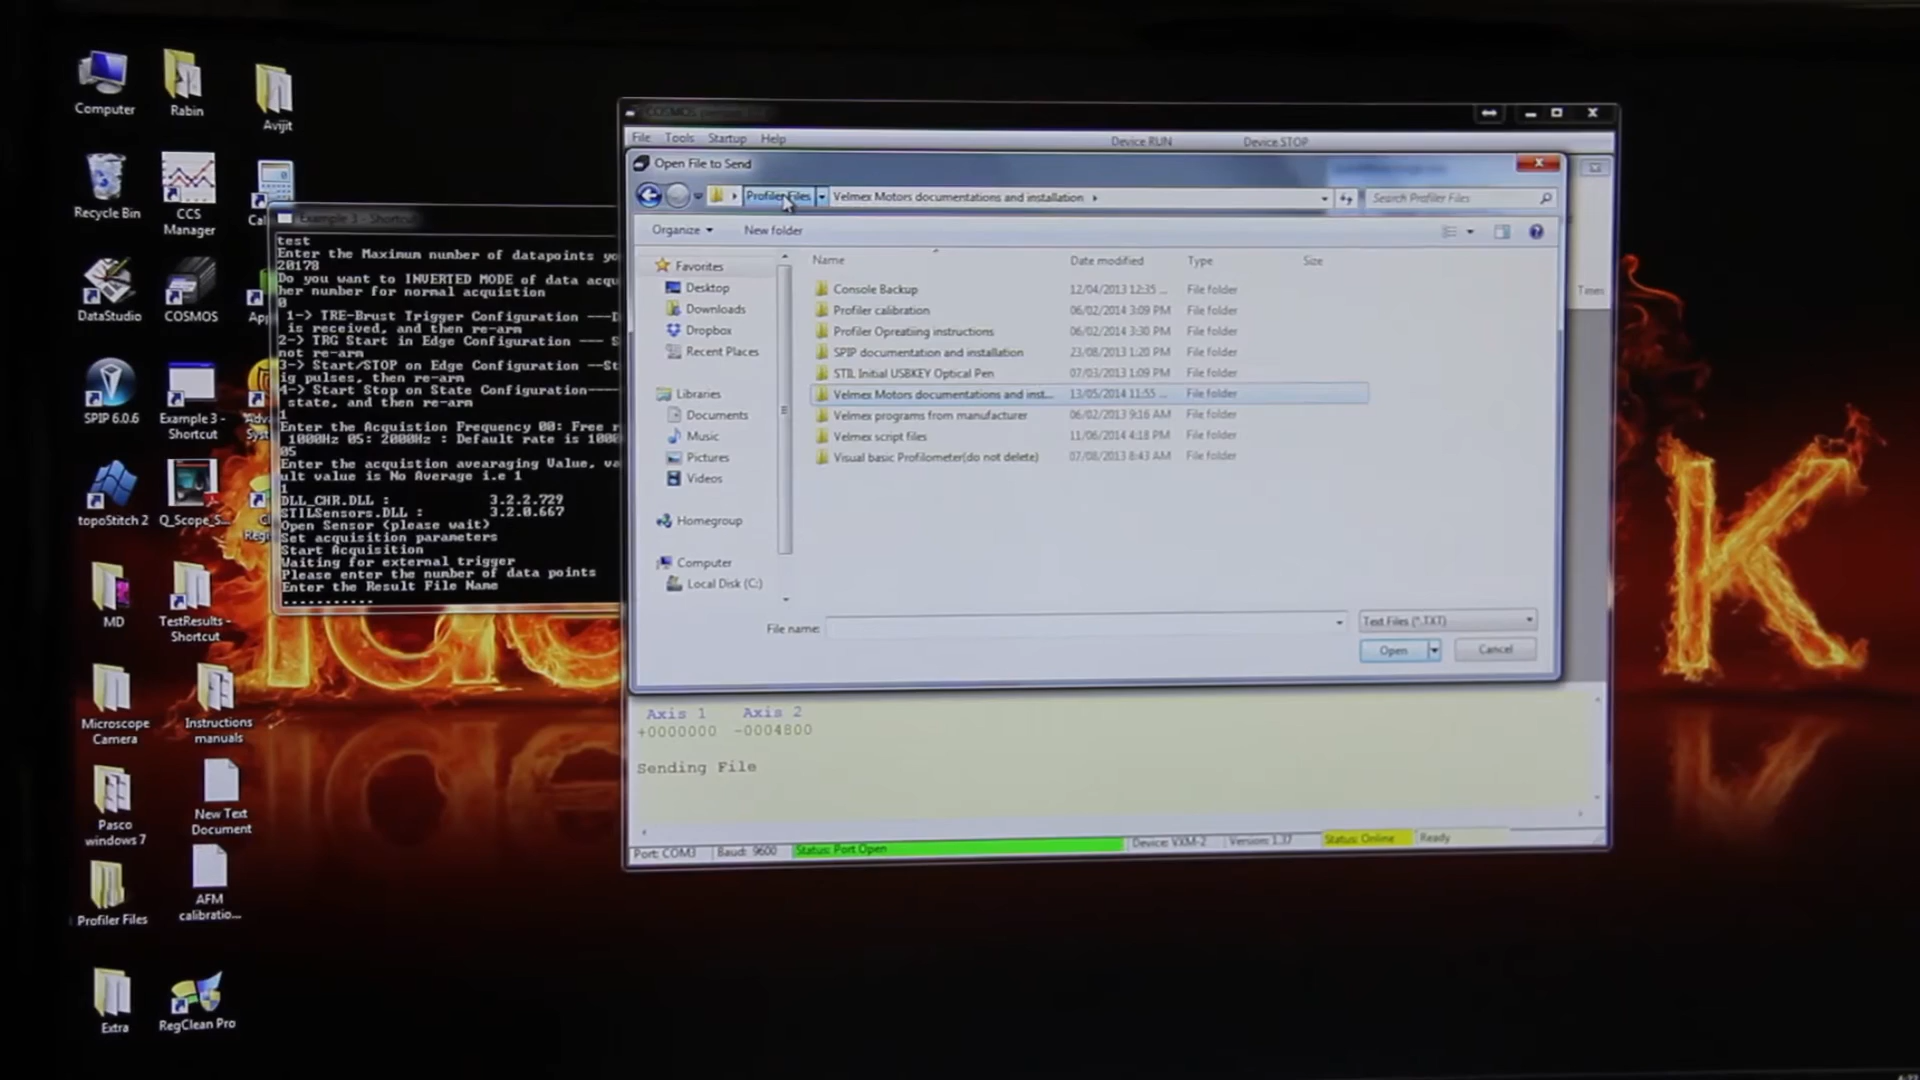 Computer
Rabin
Avijit
Recycle Bin
CCS
Manager
DataStudio
COSMOS
SPIP 6.0.6
Example 3 -
Shortcut
topoStitch 2
Q_Scope_S...
MD
TestResults -
Shortcut
Microscope
Camera
Instructions
manuals
Pasco
windows 7
New Text
Document
Profiler Files
AFM
calibratio...
Extra
RegClean Pro
Example 3 - Shortcut
test
Enter the Maximum number of datapoints yo
20178
Do you want to INVERTED MODE of data acqu
her number for normal acquistion
0
1-> TRE-Brust Trigger Configuration ---D
is received, and then re-arm
2-> TRG Start in Edge Configuration --- S
not re-arm
3-> Start/STOP on Edge Configuration --St
ig pulses, then re-arm
4-> Start Stop on State Configuration----
state, and then re-arm
1
Enter the Acquistion Frequency 00: Free r
1000Hz 05: 2000Hz : Default rate is 1000
05
Enter the acquistion avearaging Value, va
ult value is No Average i.e 1
1
DLL_CHR.DLL : 3.2.2.729
STILSensors.DLL : 3.2.0.667
Open Sensor (please wait)
Set acquisition parameters
Start Acquisition
Waiting for external trigger
Please enter the number of data points
Enter the Result File Name
...........
COSMOS
File Tools Startup Help Device RUN Device STOP
Open File to Send
Profiler Files Velmex Motors documentations and installation
Search Profiler Files
Organize New folder
Name Date modified Type Size
Favorites
Desktop
Downloads
Dropbox
Recent Places
Libraries
Documents
Music
Pictures
Videos
Homegroup
Computer
Local Disk (C:)
Console Backup 12/04/2013 12:35 ... File folder
Profiler calibration 06/02/2014 3:09 PM File folder
Profiler Opreatiing instructions 06/02/2014 3:30 PM File folder
SPIP documentation and installation 23/08/2013 1:20 PM File folder
STIL Initial USBKEY Optical Pen 07/03/2013 1:09 PM File folder
Velmex Motors documentations and inst... 13/05/2014 11:55 ... File folder
Velmex programs from manufacturer 06/02/2013 9:16 AM File folder
Velmex script files 11/06/2014 4:18 PM File folder
Visual basic Profilometer(do not delete) 07/08/2013 8:43 AM File folder
File name:
Text Files (*.TXT)
Open Cancel
Times
Axis 1 Axis 2
+0000000 -0004800
Sending File
Port: COM3 Baud: 9600 Status: Port Open Device: VXM-2 Version: 1.37 Status: Online Ready
K